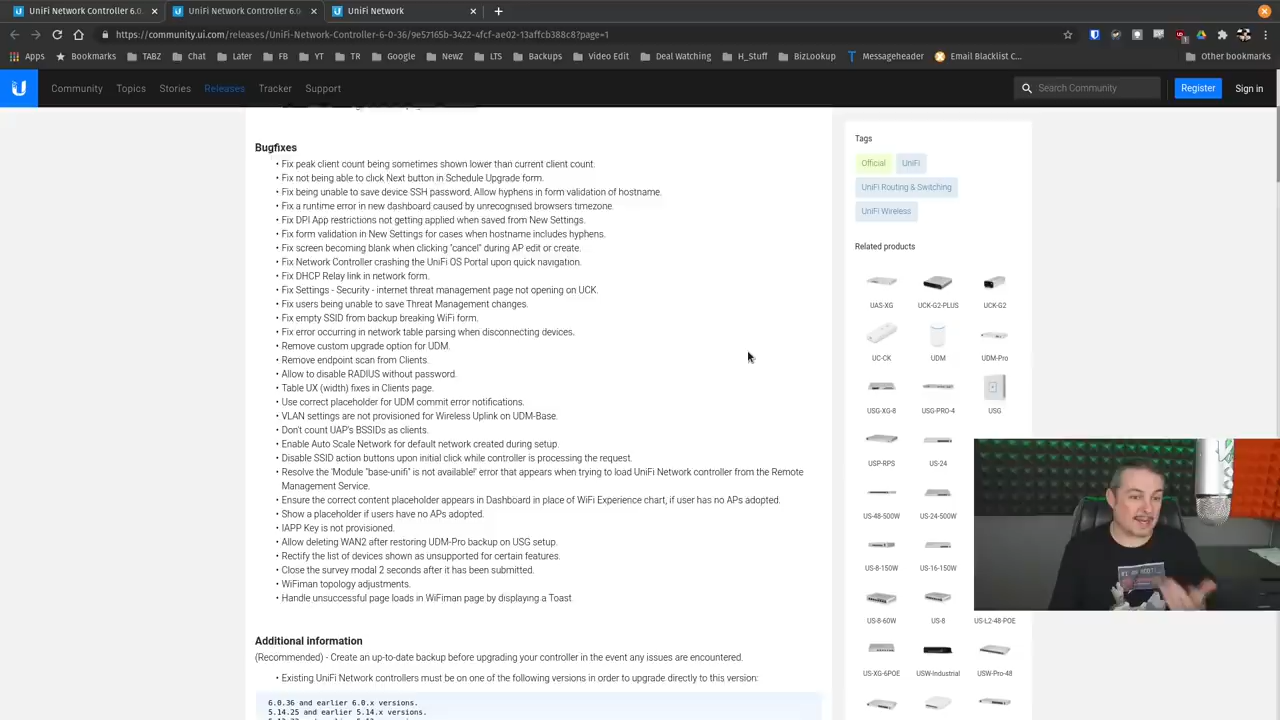 UniFi Network Controller 6.0.
UniFi Network Controller 6.0
UniFi Network
https://community.ui.com/releases/UniFi-Network-Controller-6-0-36/9e57165b-3422-4fcf-ae02-13affcb388c8?page=1
Apps
Bookmarks
TABZ
Chat
Later
FB
YT
TR
Google
NewZ
LTS
Backups
Video Edit
Deal Watching
H_Stuff
BizLookup
Messageheader
Email Blacklist C...
Other bookmarks
Community
Topics
Stories
Releases
Tracker
Support
Search Community
Register
Sign in
Bugfixes
• Fix peak client count being sometimes shown lower than current client count.
• Fix not being able to click Next button in Schedule Upgrade form.
• Fix being unable to save device SSH password, Allow hyphens in form validation of hostname.
• Fix a runtime error in new dashboard caused by unrecognised browsers timezone.
• Fix DPI App restrictions not getting applied when saved from New Settings.
• Fix form validation in New Settings for cases when hostname includes hyphens.
• Fix screen becoming blank when clicking "cancel" during AP edit or create.
• Fix Network Controller crashing the UniFi OS Portal upon quick navigation.
• Fix DHCP Relay link in network form.
• Fix Settings - Security - internet threat management page not opening on UCK.
• Fix users being unable to save Threat Management changes.
• Fix empty SSID from backup breaking WiFi form.
• Fix error occurring in network table parsing when disconnecting devices.
• Remove custom upgrade option for UDM.
• Remove endpoint scan from Clients.
• Allow to disable RADIUS without password.
• Table UX (width) fixes in Clients page.
• Use correct placeholder for UDM commit error notifications.
• VLAN settings are not provisioned for Wireless Uplink on UDM-Base.
• Don't count UAP's BSSIDs as clients.
• Enable Auto Scale Network for default network created during setup.
• Disable SSID action buttons upon initial click while controller is processing the request.
• Resolve the 'Module "base-unifi" is not available!' error that appears when trying to load UniFi Network controller from the Remote
Management Service.
• Ensure the correct content placeholder appears in Dashboard in place of WiFi Experience chart, if user has no APs adopted.
• Show a placeholder if users have no APs adopted.
• IAPP Key is not provisioned.
• Allow deleting WAN2 after restoring UDM-Pro backup on USG setup.
• Rectify the list of devices shown as unsupported for certain features.
• Close the survey modal 2 seconds after it has been submitted.
• WiFiman topology adjustments.
• Handle unsuccessful page loads in WiFiman page by displaying a Toast
Additional information
(Recommended) - Create an up-to-date backup before upgrading your controller in the event any issues are encountered.
• Existing UniFi Network controllers must be on one of the following versions in order to upgrade directly to this version:
6.0.36 and earlier 6.0.x versions.
5.14.25 and earlier 5.14.x versions.
Tags
Official
UniFi
UniFi Routing & Switching
UniFi Wireless
Related products
UAS-XG
UCK-G2-PLUS
UCK-G2
UC-CK
UDM
UDM-Pro
USG-XG-8
USG-PRO-4
USG
USP-RPS
US-24
US-48-500W
US-24-500W
US-8-150W
US-16-150W
US-8-60W
US-8
US-L2-48-POE
US-XG-6POE
USW-Industrial
USW-Pro-48